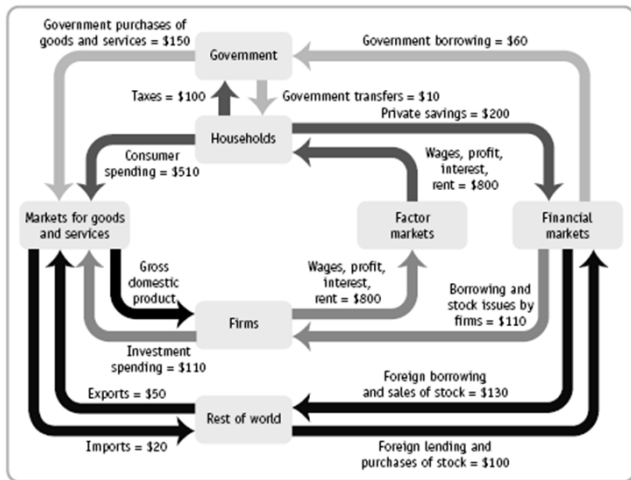 Government purchases of
goods and services = $150
Government
Government borrowing = $60
Taxes = $100
Government transfers = $10
Private savings = $200
Households
Consumer
spending = $510
Wages, profit,
interest,
rent = $800
Markets for goods
and services
Factor
markets
Financial
markets
Gross
domestic
product
Wages, profit,
interest,
rent = $800
Borrowing and
stock issues by
firms = $110
Firms
Investment
spending = $110
Exports = $50
Foreign borrowing
and sales of stock = $130
Rest of world
Imports = $20
Foreign lending and
purchases of stock = $100